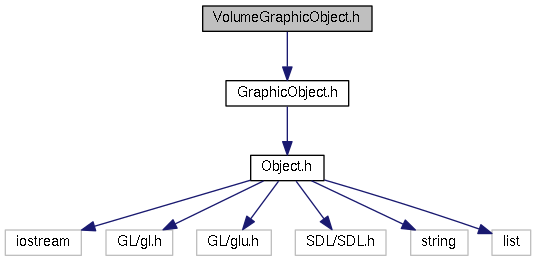 VolumeGraphicObject.h
GraphicObject.h
Object.h
iostream
GL/gl.h
GL/glu.h
SDL/SDL.h
string
list